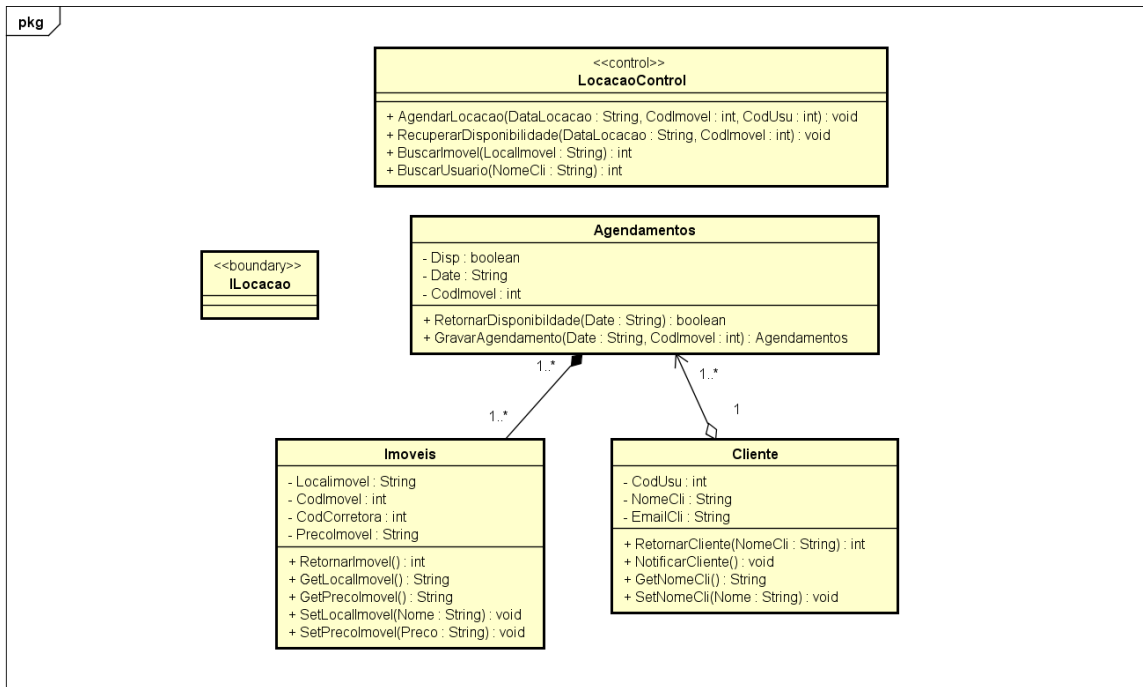 pkg
<<control>>
LocacaoControl
+ AgendarLocacao(DataLocacao : String, CodImovel : int, CodUsu : int) : void
+ RecuperarDisponibilidade(DataLocacao : String, CodImovel : int) : void
+ BuscarImovel(LocalImovel : String) : int
+ BuscarUsuario(NomeCli : String) : int
<<boundary>>
ILocacao
Agendamentos
- Disp : boolean
- Date : String
- CodImovel : int
+ RetornarDisponibildade(Date : String) : boolean
+ GravarAgendamento(Date : String, CodImovel : int) : Agendamentos
1..*
1..*
1..*
1
Imoveis
- Localimovel : String
- CodImovel : int
- CodCorretora : int
- PrecoImovel : String
+ RetornarImovel() : int
+ GetLocalImovel() : String
+ GetPrecoImovel() : String
+ SetLocalImovel(Nome : String) : void
+ SetPrecoImovel(Preco : String) : void
Cliente
- CodUsu : int
- NomeCli : String
- EmailCli : String
+ RetornarCliente(NomeCli : String) : int
+ NotificarCliente() : void
+ GetNomeCli() : String
+ SetNomeCli(Nome : String) : void